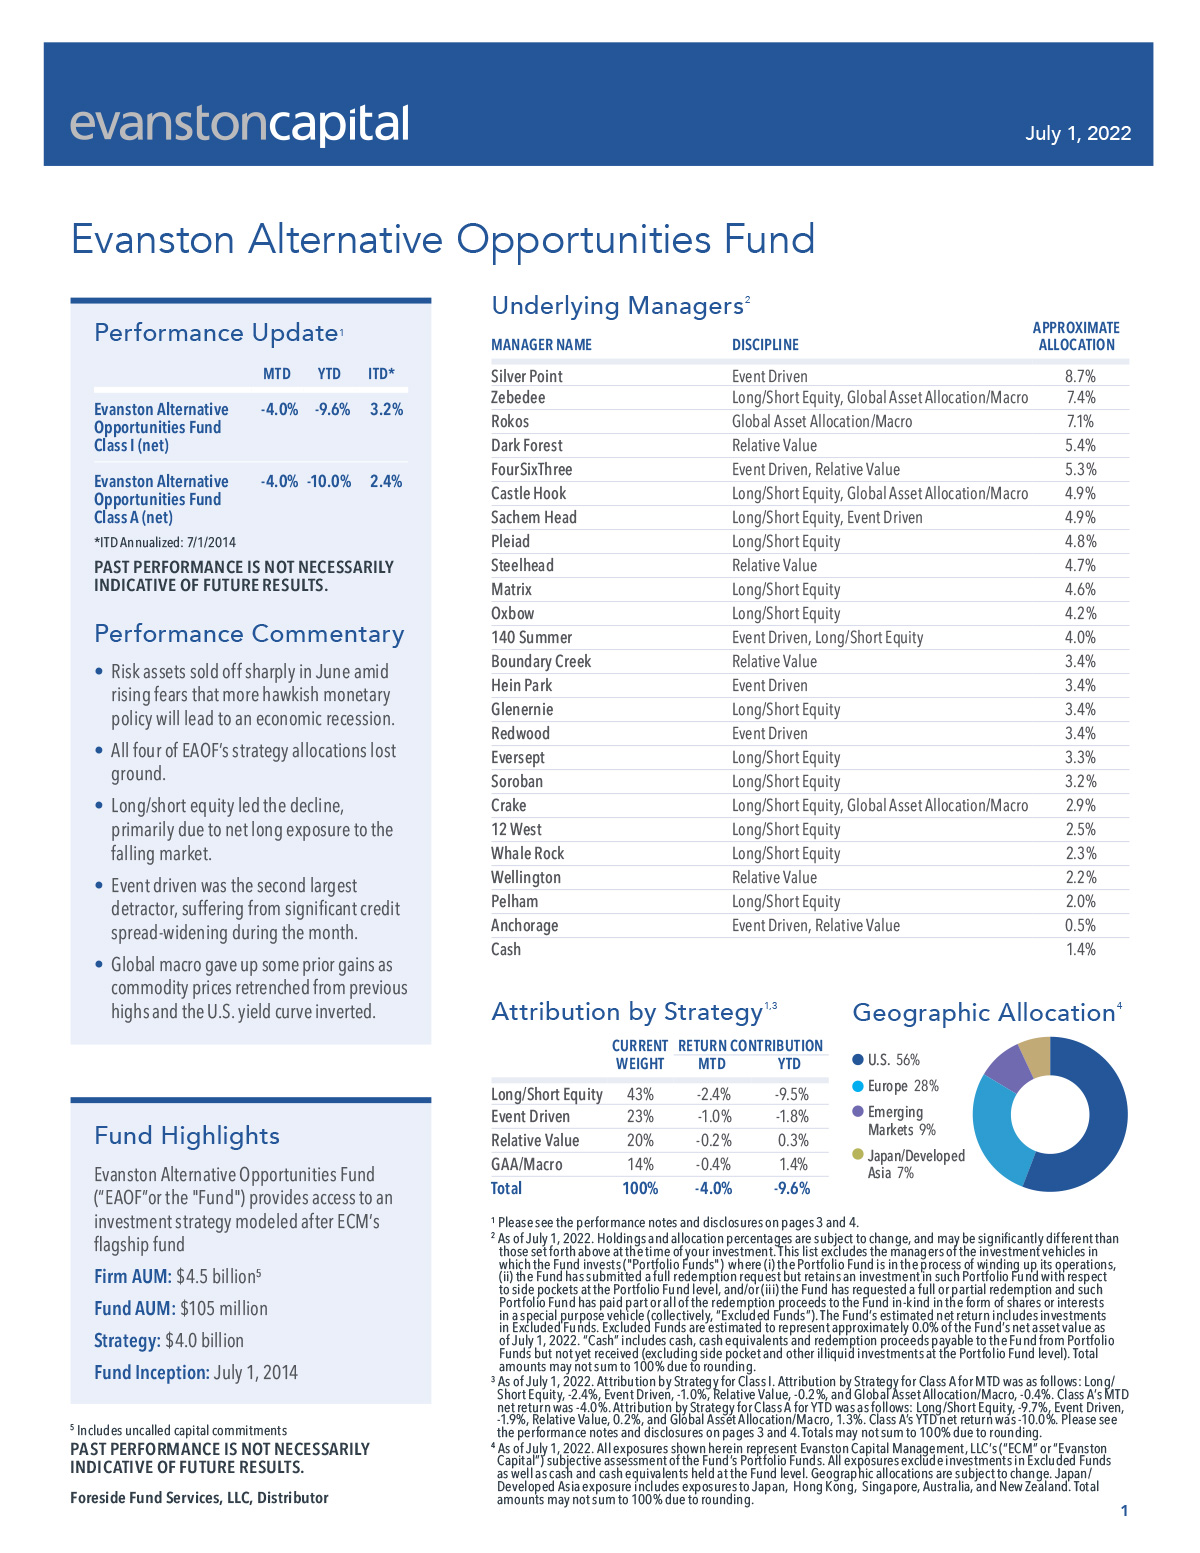 evanstoncapital
July 1, 2022
Evanston Alternative Opportunities Fund
Performance Update1
MTD YTD ITD*
Evanston Alternative -4.0% -9.6% 3.2%
Opportunities Fund
Class I (net)
Evanston Alternative -4.0% -10.0% 2.4%
Opportunities Fund
Class A (net)
*ITD Annualized: 7/1/2014
PAST PERFORMANCE IS NOT NECESSARILY
INDICATIVE OF FUTURE RESULTS.
Performance Commentary
• Risk assets sold off sharply in June amid
rising fears that more hawkish monetary
policy will lead to an economic recession.
• All four of EAOF’s strategy allocations lost
ground.
• Long/short equity led the decline,
primarily due to net long exposure to the
falling market.
• Event driven was the second largest
detractor, suffering from significant credit
spread-widening during the month.
• Global macro gave up some prior gains as
commodity prices retrenched from previous
highs and the U.S. yield curve inverted.
Fund Highlights
Evanston Alternative Opportunities Fund
(“EAOF”or the "Fund") provides access to an
investment strategy modeled after ECM’s
flagship fund
Firm AUM: $4.5 billion5
Fund AUM: $105 million
Strategy: $4.0 billion
Fund Inception: July 1, 2014
5 Includes uncalled capital commitments
PAST PERFORMANCE IS NOT NECESSARILY
INDICATIVE OF FUTURE RESULTS.
Foreside Fund Services, LLC, Distributor
Underlying Managers2
APPROXIMATE
MANAGER NAME DISCIPLINE ALLOCATION
Silver Point Event Driven 8.7%
Zebedee Long/Short Equity, Global Asset Allocation/Macro 7.4%
Rokos Global Asset Allocation/Macro 7.1%
Dark Forest Relative Value 5.4%
FourSixThree Event Driven, Relative Value 5.3%
Castle Hook Long/Short Equity, Global Asset Allocation/Macro 4.9%
Sachem Head Long/Short Equity, Event Driven 4.9%
Pleiad Long/Short Equity 4.8%
Steelhead Relative Value 4.7%
Matrix Long/Short Equity 4.6%
Oxbow Long/Short Equity 4.2%
140 Summer Event Driven, Long/Short Equity 4.0%
Boundary Creek Relative Value 3.4%
Hein Park Event Driven 3.4%
Glenernie Long/Short Equity 3.4%
Redwood Event Driven 3.4%
Eversept Long/Short Equity 3.3%
Soroban Long/Short Equity 3.2%
Crake Long/Short Equity, Global Asset Allocation/Macro 2.9%
12 West Long/Short Equity 2.5%
Whale Rock Long/Short Equity 2.3%
Wellington Relative Value 2.2%
Pelham Long/Short Equity 2.0%
Anchorage Event Driven, Relative Value 0.5%
Cash 1.4%
Attribution by Strategy1,3
CURRENT RETURN CONTRIBUTION
WEIGHT MTD YTD
Long/Short Equity 43% -2.4% -9.5%
Event Driven 23% -1.0% -1.8%
Relative Value 20% -0.2% 0.3%
GAA/Macro 14% -0.4% 1.4%
Total 100% -4.0% -9.6%
Geographic Allocation4
U.S. 56%
Europe 28%
Emerging
Markets 9%
Japan/Developed
Asia 7%
1 Please see the performance notes and disclosures on pages 3 and 4.
2 As of July 1, 2022. Holdings and allocation percentages are subject to change, and may be significantly different than
those set forth above at the time of your investment. This list excludes the managers of the investment vehicles in
which the Fund invests ("Portfolio Funds") where (i) the Portfolio Fund is in the process of winding up its operations,
(ii) the Fund has submitted a full redemption request but retains an investment in such Portfolio Fund with respect
to side pockets at the Portfolio Fund level, and/or (iii) the Fund has requested a full or partial redemption and such
Portfolio Fund has paid part or all of the redemption proceeds to the Fund in-kind in the form of shares or interests
in a special purpose vehicle (collectively, “Excluded Funds”). The Fund’s estimated net return includes investments
in Excluded Funds. Excluded Funds are estimated to represent approximately 0.0% of the Fund’s net asset value as
of July 1, 2022. “Cash” includes cash, cash equivalents and redemption proceeds payable to the Fund from Portfolio
Funds but not yet received (excluding side pocket and other illiquid investments at the Portfolio Fund level). Total
amounts may not sum to 100% due to rounding.
3 As of July 1, 2022. Attribution by Strategy for Class I. Attribution by Strategy for Class A for MTD was as follows: Long/
Short Equity, -2.4%, Event Driven, -1.0%, Relative Value, -0.2%, and Global Asset Allocation/Macro, -0.4%. Class A’s MTD
net return was -4.0%. Attribution by Strategy for Class A for YTD was as follows: Long/Short Equity, -9.7%, Event Driven,
-1.9%, Relative Value, 0.2%, and Global Asset Allocation/Macro, 1.3%. Class A’s YTD net return was -10.0%. Please see
the performance notes and disclosures on pages 3 and 4. Totals may not sum to 100% due to rounding.
4 As of July 1, 2022. All exposures shown herein represent Evanston Capital Management, LLC’s (“ECM” or “Evanston
Capital”) subjective assessment of the Fund’s Portfolio Funds. All exposures exclude investments in Excluded Funds
as well as cash and cash equivalents held at the Fund level. Geographic allocations are subject to change. Japan/
Developed Asia exposure includes exposures to Japan, Hong Kong, Singapore, Australia, and New Zealand. Total
amounts may not sum to 100% due to rounding.
1